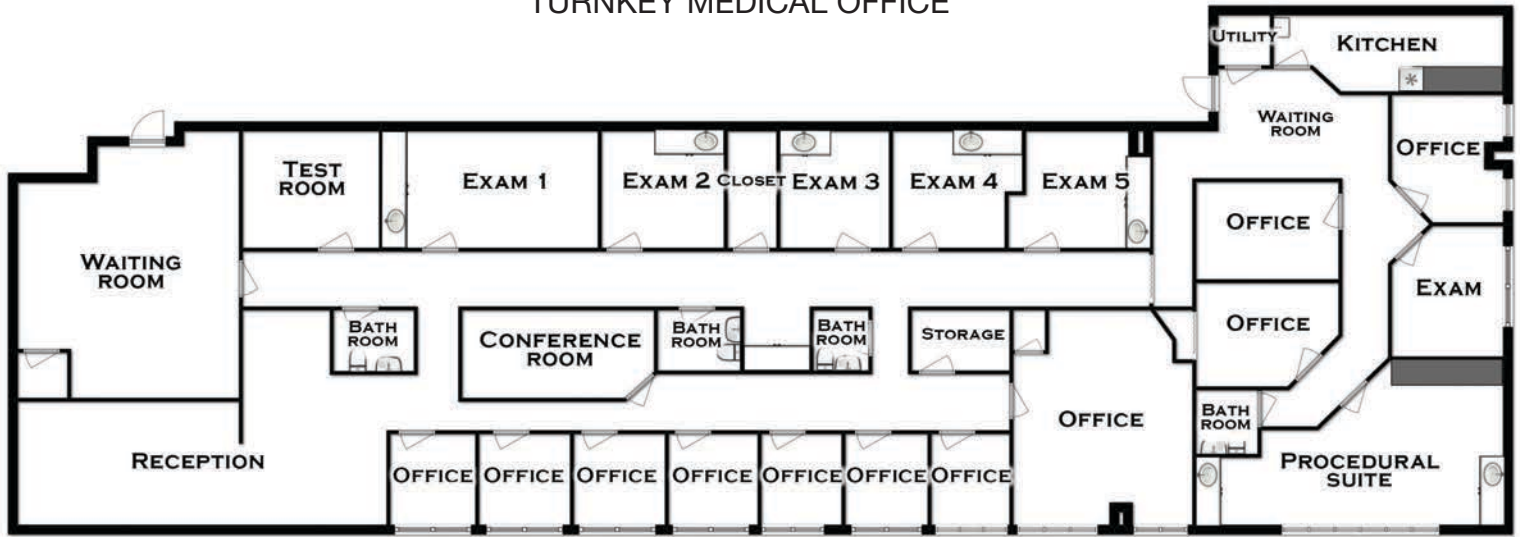 TURNKEY MEDICAL OFFICE
UTILITY
KITCHEN
WAITING
ROOM
OFFICE
TEST
ROOM
EXAM 1
EXAM 2
CLOSET
EXAM 3
EXAM 4
EXAM 5
OFFICE
WAITING
ROOM
EXAM
BATH
ROOM
CONFERENCE
ROOM
BATH
ROOM
BATH
ROOM
STORAGE
OFFICE
OFFICE
BATH
ROOM
RECEPTION
OFFICE
OFFICE
OFFICE
OFFICE
OFFICE
OFFICE
OFFICE
PROCEDURAL
SUITE